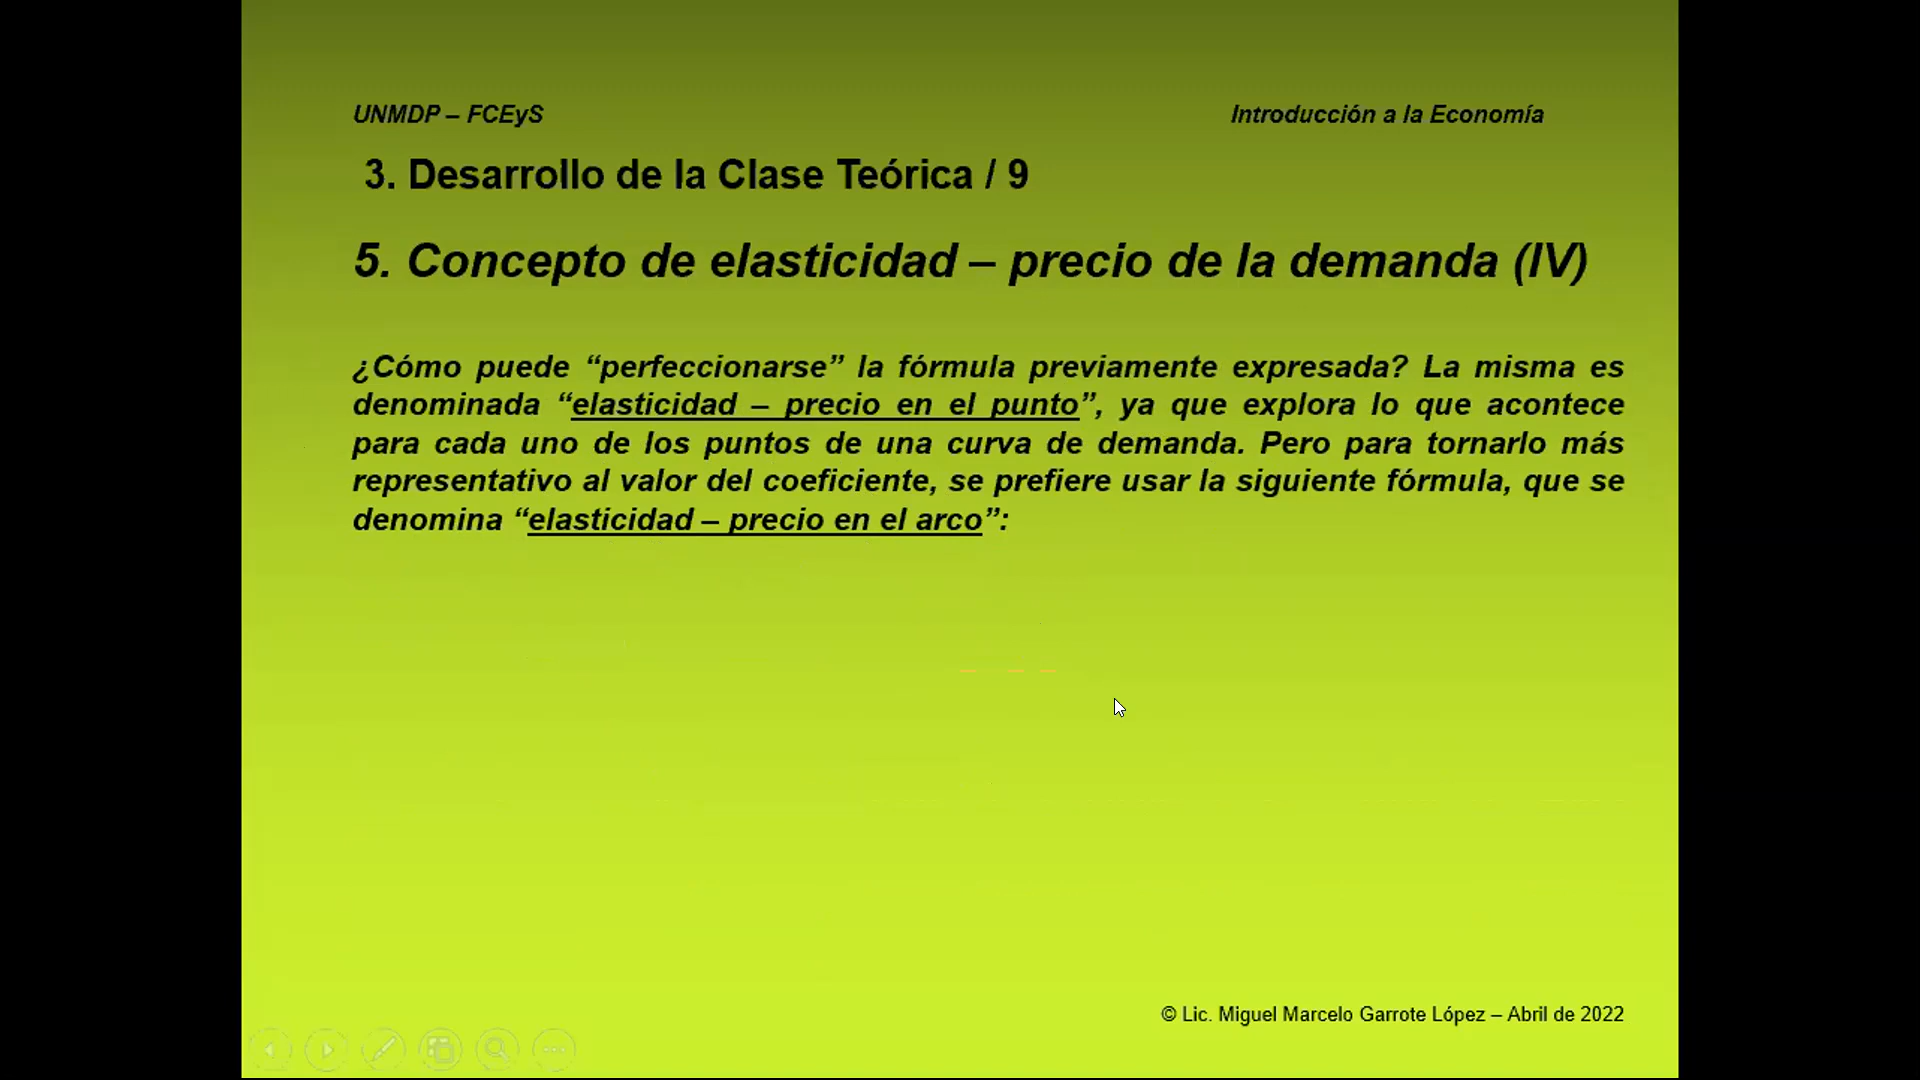 UNMDP – FCEyS
Introducción a la Economía
3. Desarrollo de la Clase Teórica / 9
5. Concepto de elasticidad – precio de la demanda (IV)
¿Cómo puede “perfeccionarse” la fórmula previamente expresada? La misma es
denominada “elasticidad – precio en el punto”, ya que explora lo que acontece
para cada uno de los puntos de una curva de demanda. Pero para tornarlo más
representativo al valor del coeficiente, se prefiere usar la siguiente fórmula, que se
denomina “elasticidad – precio en el arco”:
© Lic. Miguel Marcelo Garrote López – Abril de 2022